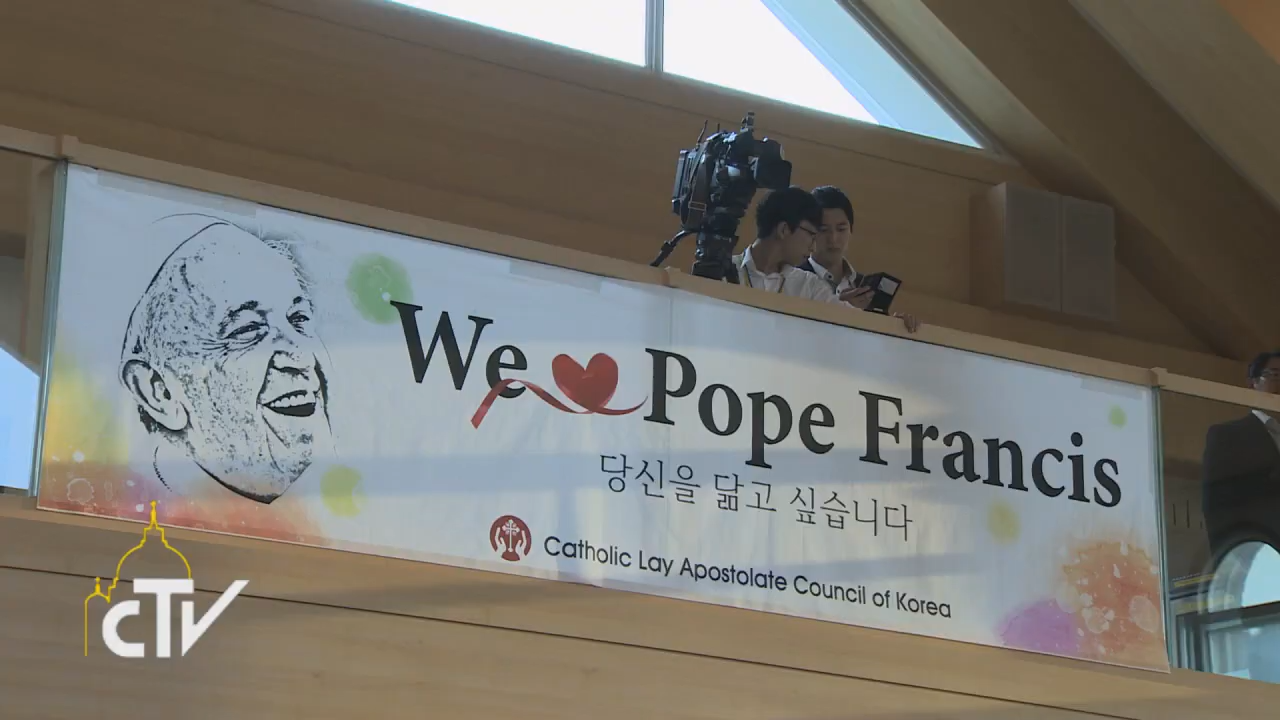 We ❤ Pope Francis
당신을 닮고 싶습니다
Catholic Lay Apostolate Council of Korea
CTV